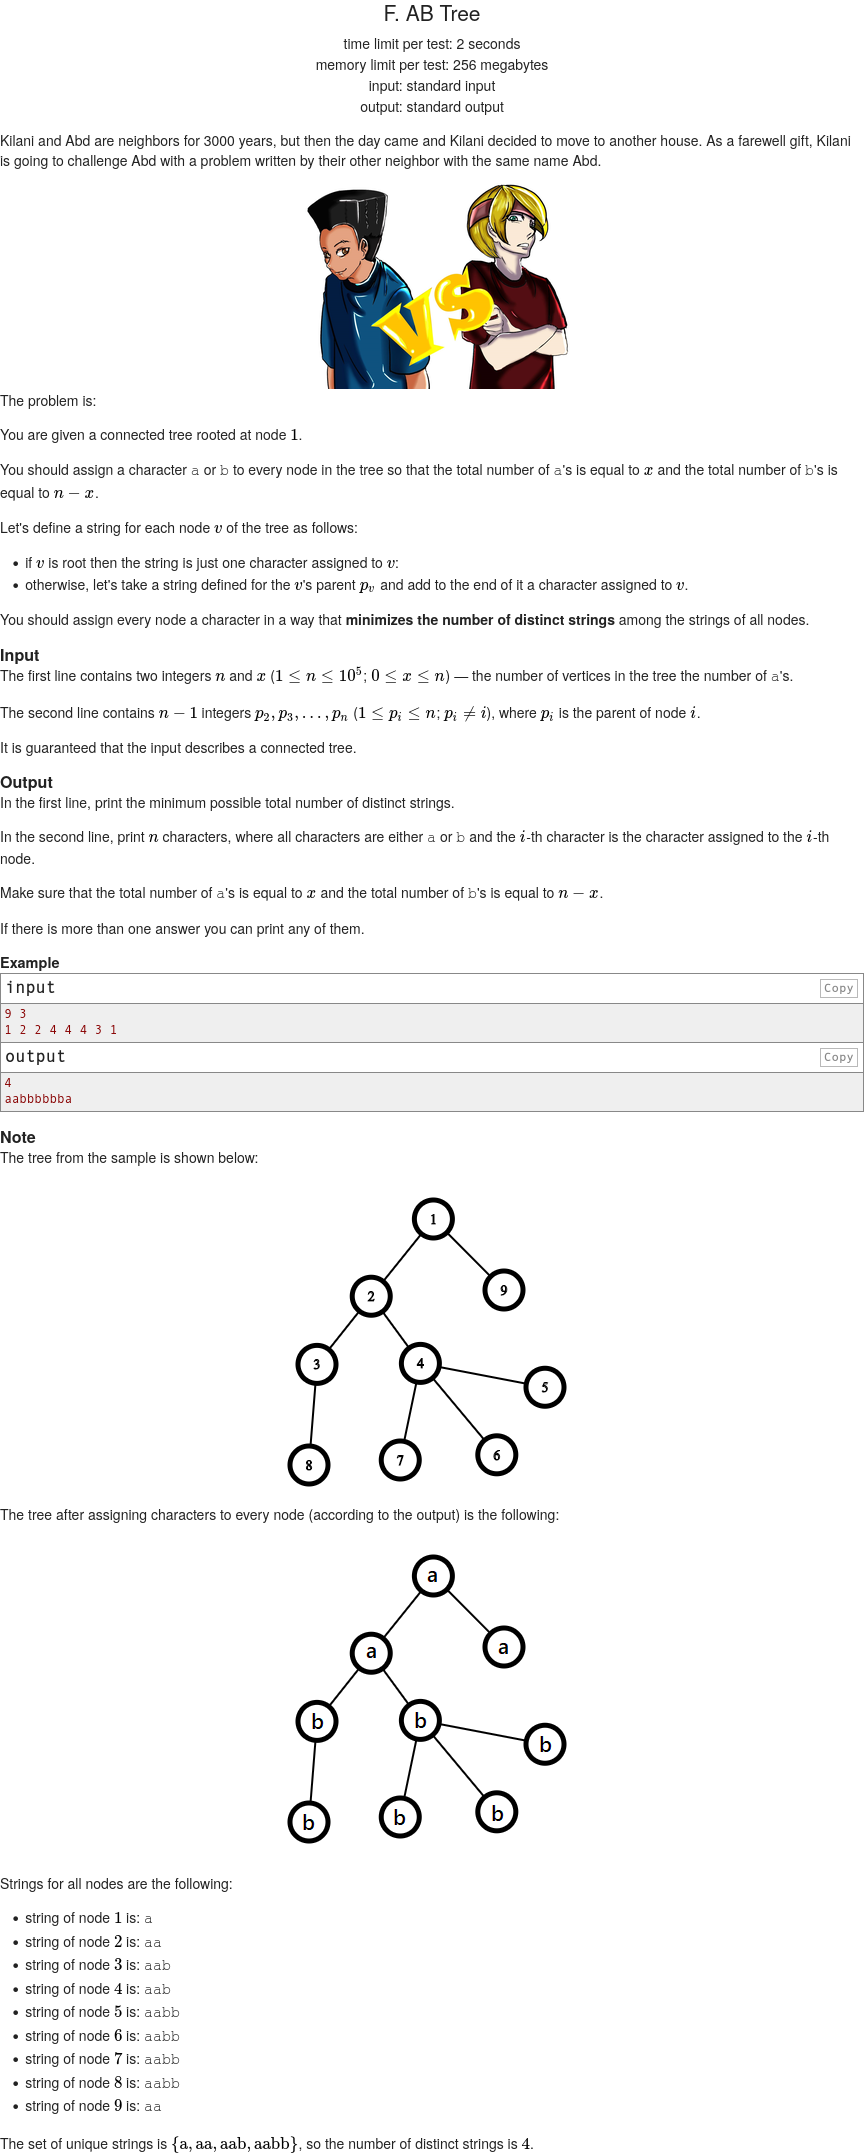 F. AB Tree
time limit per test: 2 seconds
memory limit per test: 256 megabytes
input: standard input
output: standard output
Kilani and Abd are neighbors for 3000 years, but then the day came and Kilani decided to move to another house. As a farewell gift, Kilani
is going to challenge Abd with a problem written by their other neighbor with the same name Abd.
VS
The problem is:
You are given a connected tree rooted at node 1.
You should assign a character a or b to every node in the tree so that the total number of a's is equal to x and the total number of b's is
equal to n − x.
Let's define a string for each node v of the tree as follows:
• if v is root then the string is just one character assigned to v:
• otherwise, let's take a string defined for the v's parent p_v and add to the end of it a character assigned to v.
You should assign every node a character in a way that minimizes the number of distinct strings among the strings of all nodes.
Input
The first line contains two integers n and x (1 ≤ n ≤ 10^5; 0 ≤ x ≤ n) — the number of vertices in the tree the number of a's.
The second line contains n − 1 integers p_2, p_3, …, p_n (1 ≤ p_i ≤ n; p_i ≠ i), where p_i is the parent of node i.
It is guaranteed that the input describes a connected tree.
Output
In the first line, print the minimum possible total number of distinct strings.
In the second line, print n characters, where all characters are either a or b and the i-th character is the character assigned to the i-th
node.
Make sure that the total number of a's is equal to x and the total number of b's is equal to n − x.
If there is more than one answer you can print any of them.
Example
input Copy
9 3
1 2 2 4 4 4 3 1
output Copy
4
aabbbbbba
Note
The tree from the sample is shown below:
1
2 9
3 4 5
8 7 6
The tree after assigning characters to every node (according to the output) is the following:
a
a a
b b b
b b b
Strings for all nodes are the following:
• string of node 1 is: a
• string of node 2 is: aa
• string of node 3 is: aab
• string of node 4 is: aab
• string of node 5 is: aabb
• string of node 6 is: aabb
• string of node 7 is: aabb
• string of node 8 is: aabb
• string of node 9 is: aa
The set of unique strings is {a, aa, aab, aabb}, so the number of distinct strings is 4.